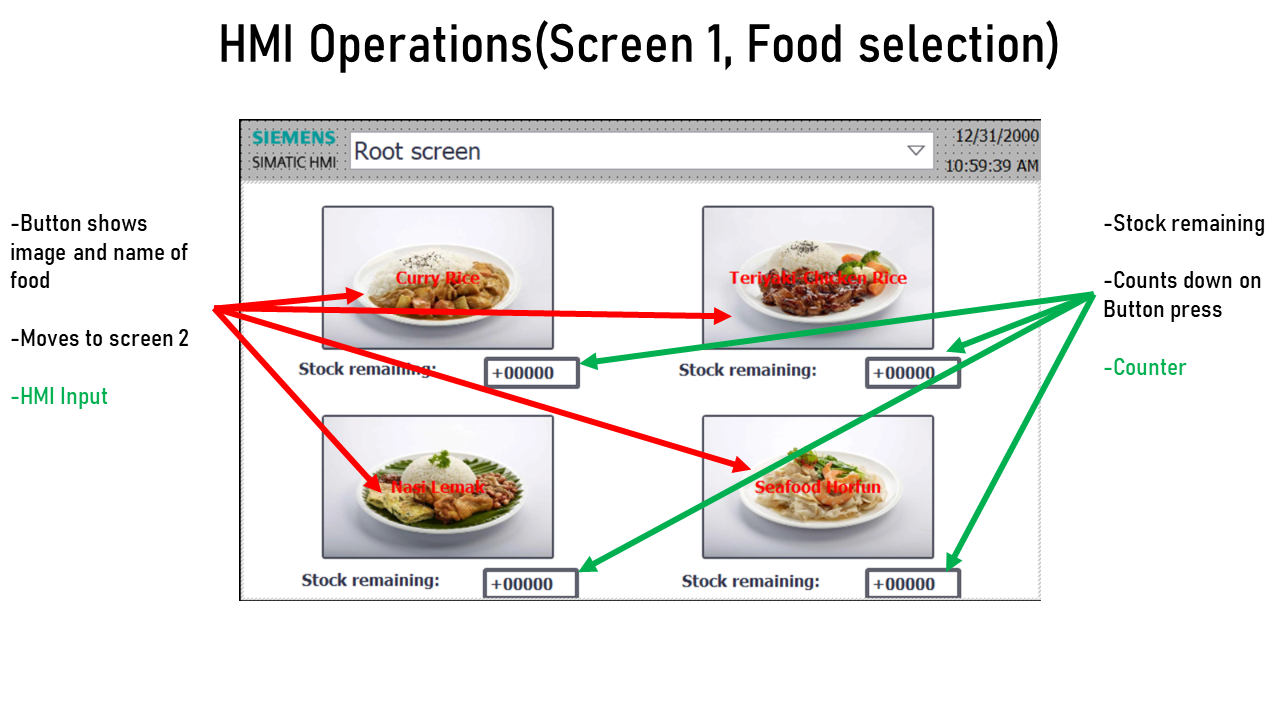 HMI Operations(Screen 1, Food selection)
SIEMENS
SIMATIC HMI
Root screen
12/31/2000
10:59:39 AM
-Button shows
image and name of
food
-Moves to screen 2
-HMI Input
Curry Rice
Teriyaki Chicken Rice
Stock remaining:
+00000
Stock remaining:
+00000
Nasi Lemak
Seafood Horfun
Stock remaining:
+00000
Stock remaining:
+00000
-Stock remaining
-Counts down on
Button press
-Counter